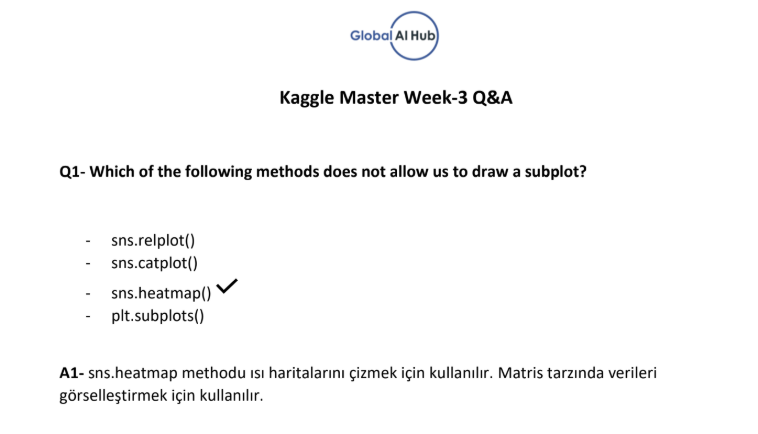 Global AI Hub
Kaggle Master Week-3 Q&A
Q1- Which of the following methods does not allow us to draw a subplot?
- sns.relplot()
- sns.catplot()
- sns.heatmap()
- plt.subplots()
A1- sns.heatmap methodu ısı haritalarını çizmek için kullanılır. Matris tarzında verileri
görselleştirmek için kullanılır.